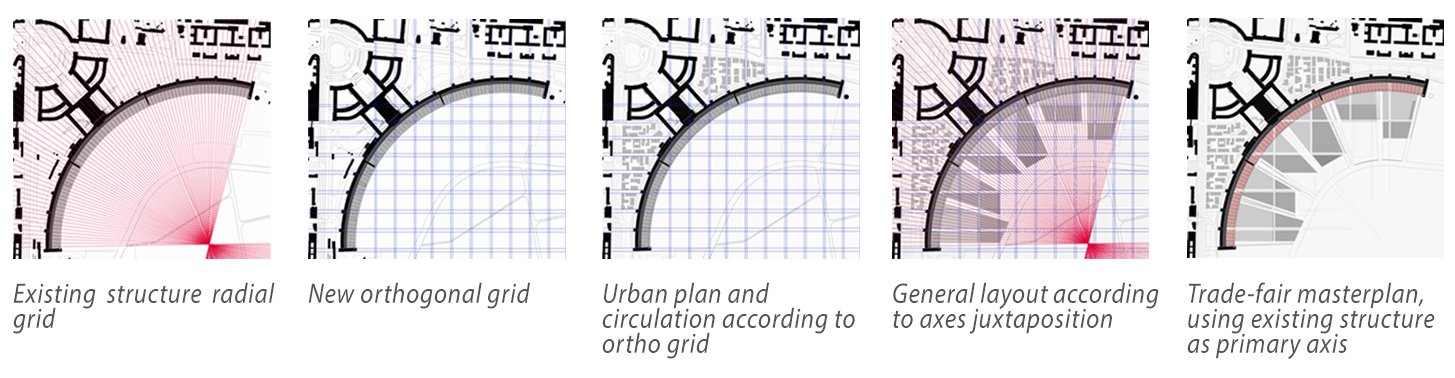 Existing structure radial
grid
New orthogonal grid
Urban plan and
circulation according to
ortho grid
General layout according
to axes juxtaposition
Trade-fair masterplan,
using existing structure
as primary axis